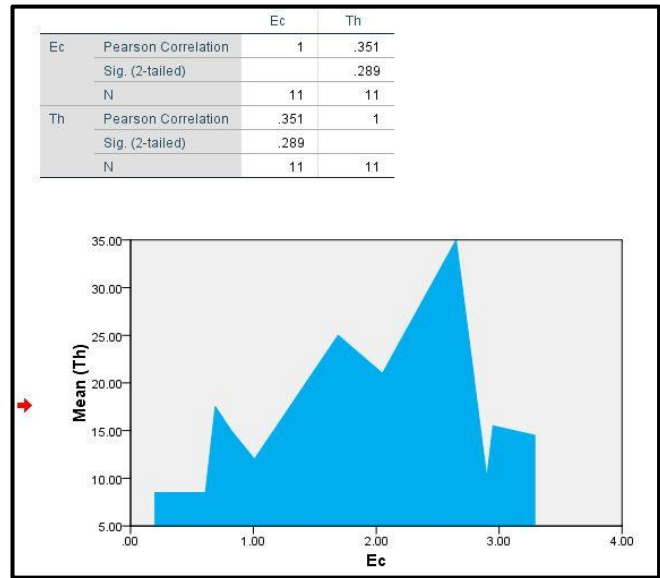 Ec Th
Ec Pearson Correlation 1 .351
Sig. (2-tailed) .289
N 11 11
Th Pearson Correlation .351 1
Sig. (2-tailed) .289
N 11 11
35.00
30.00
25.00
20.00
15.00
10.00
5.00
Mean (Th)
.00 1.00 2.00 3.00 4.00
Ec